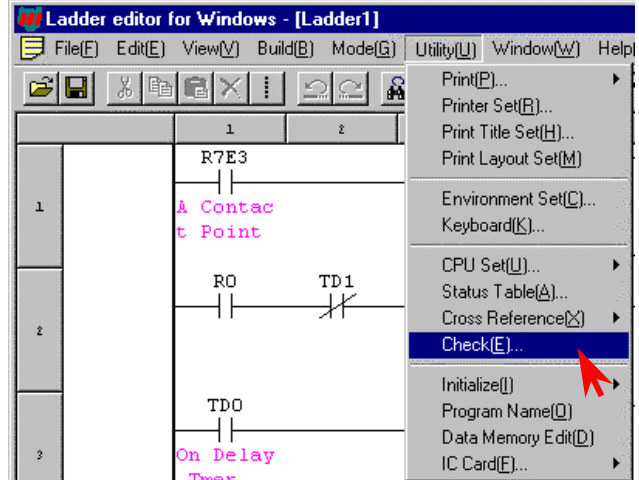 Ladder editor for Windows - [Ladder1]
File(F) Edit(E) View(V) Build(B) Mode(G) Utility(U) Window(W) Help
Print(P)...
Printer Set(R)...
Print Title Set(H)...
Print Layout Set(M)
Environment Set(C)...
Keyboard(K)...
CPU Set(U)...
Status Table(A)...
Cross Reference(X)
Check(E)...
Initialize(I)
Program Name(O)
Data Memory Edit(D)
IC Card(F)...
1 2
R7E3
1
A Contac
t Point
R0 TD1
2
TD0
3
On Delay
Tmer